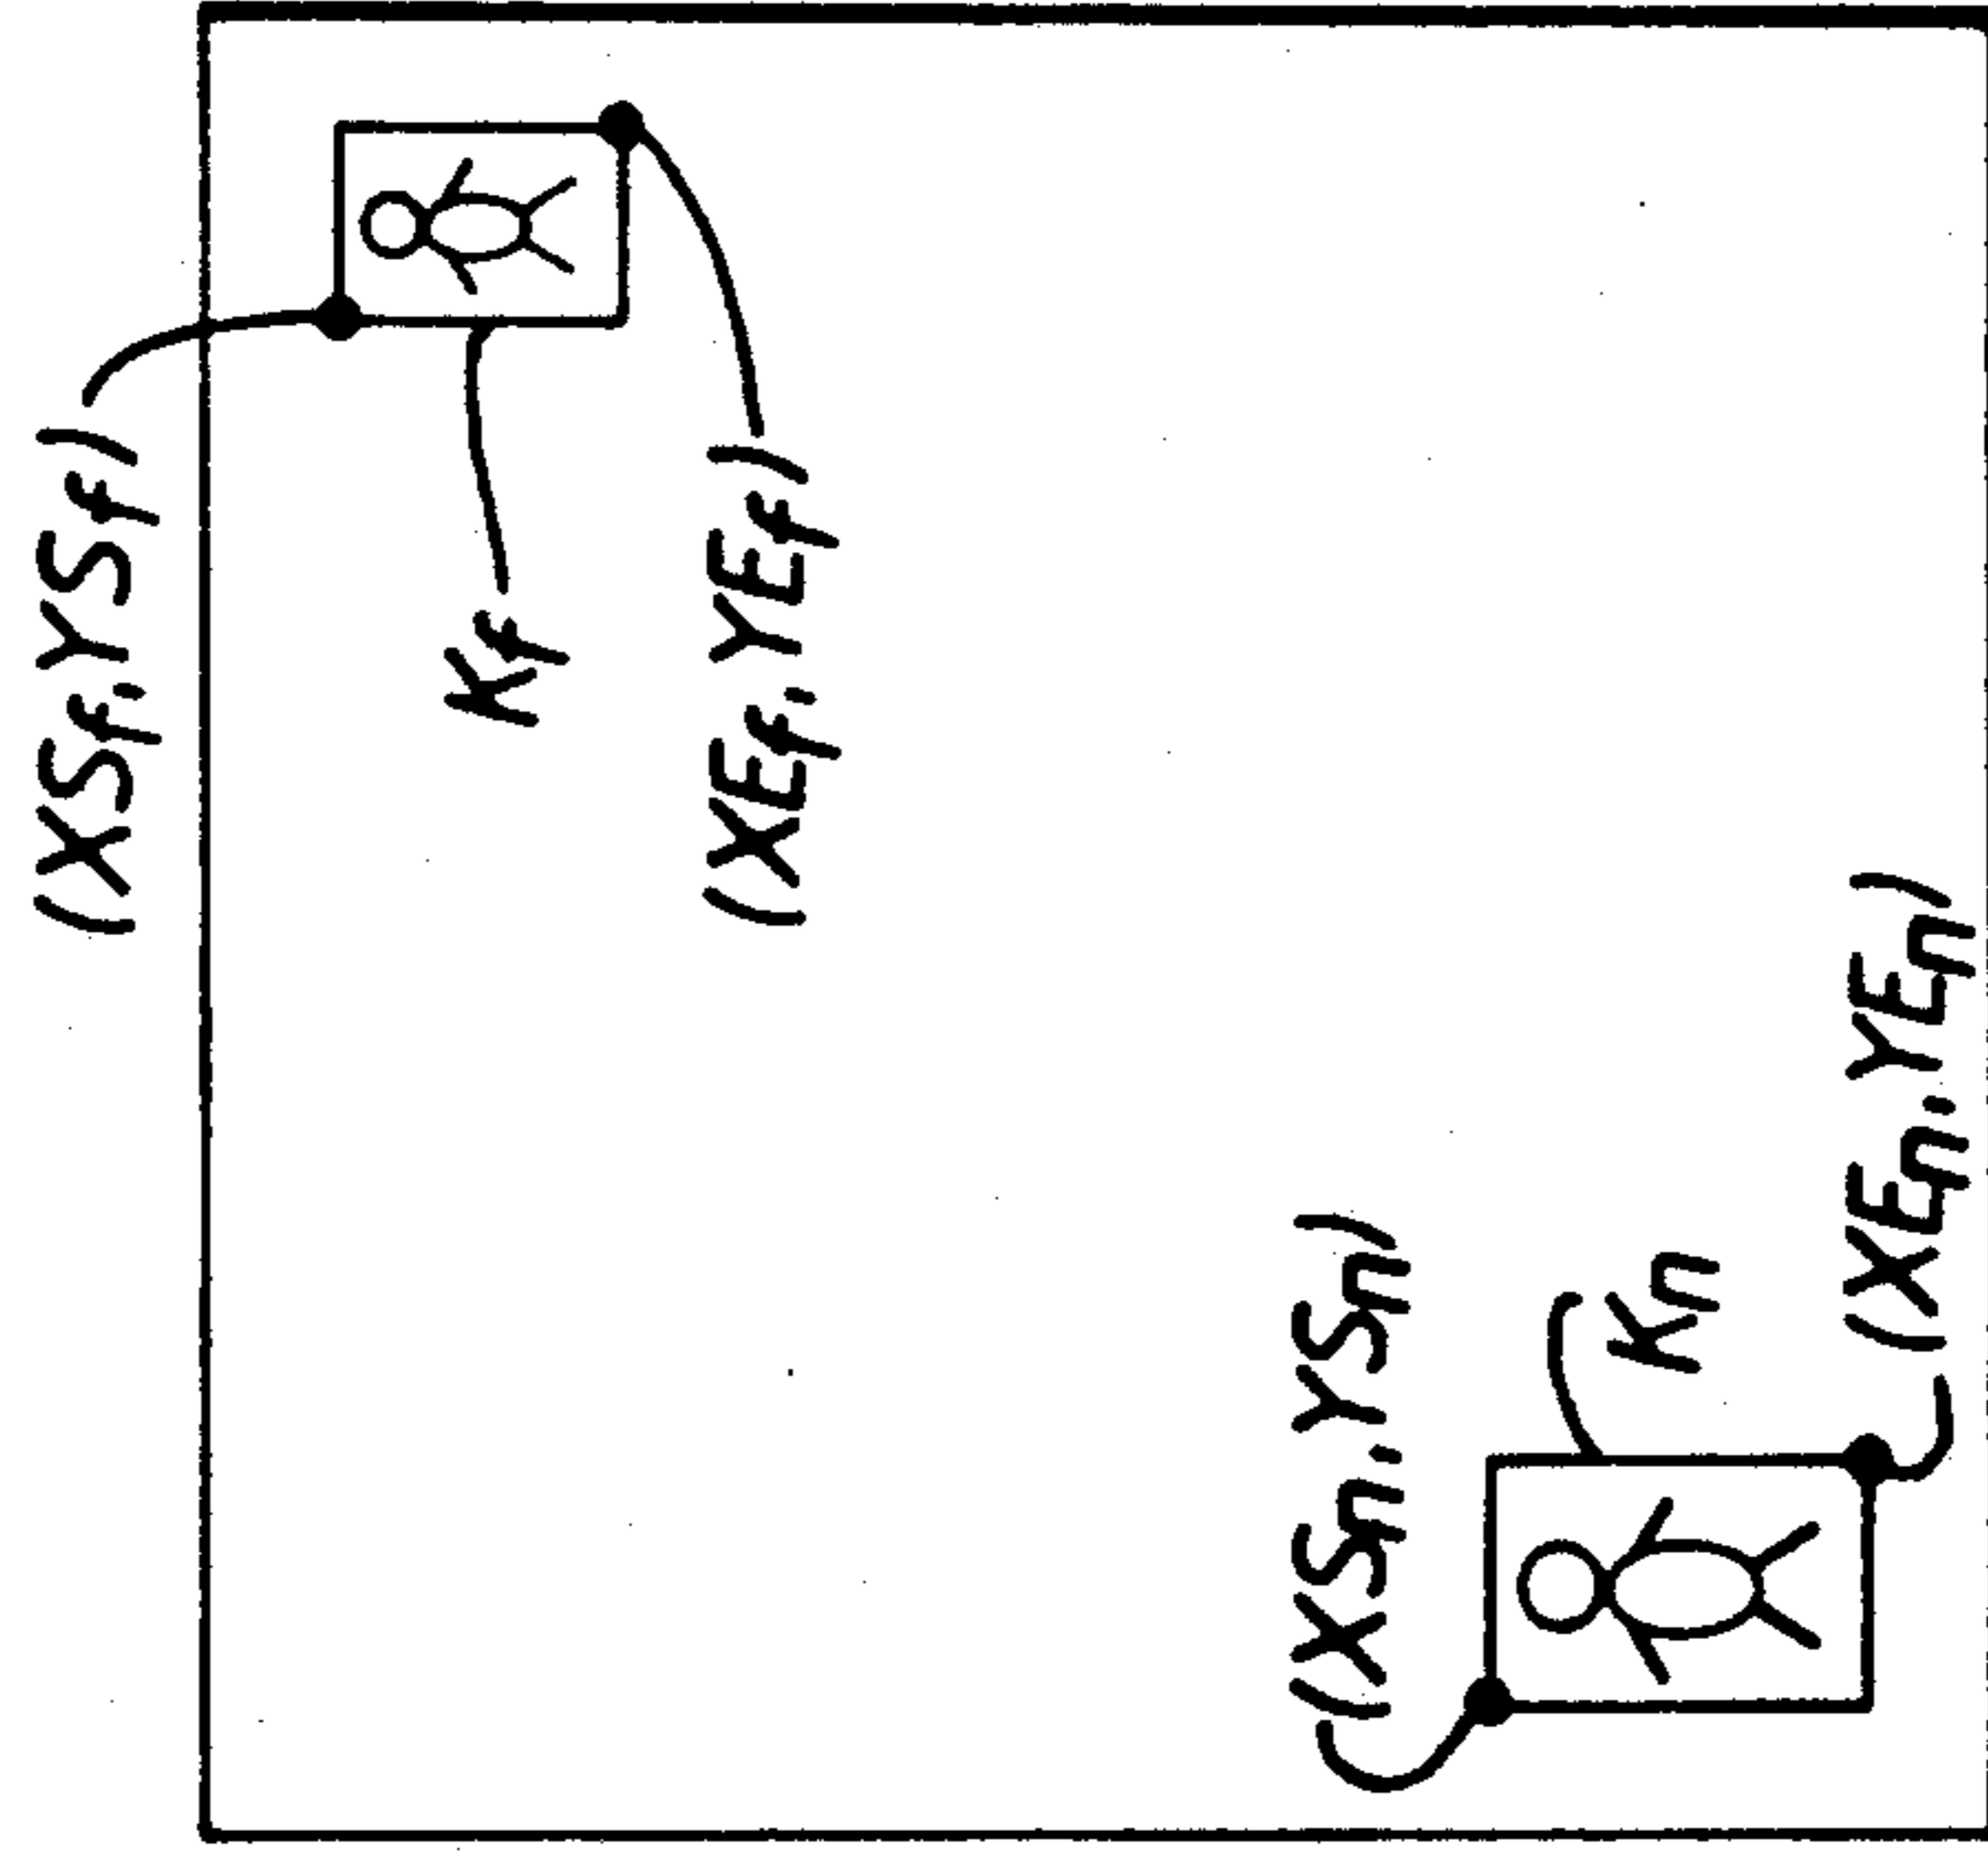 (XSf,YSf)
Kf
(XEf,YEf)
(XSn,YSn)
Kn
(XEn,YEn)